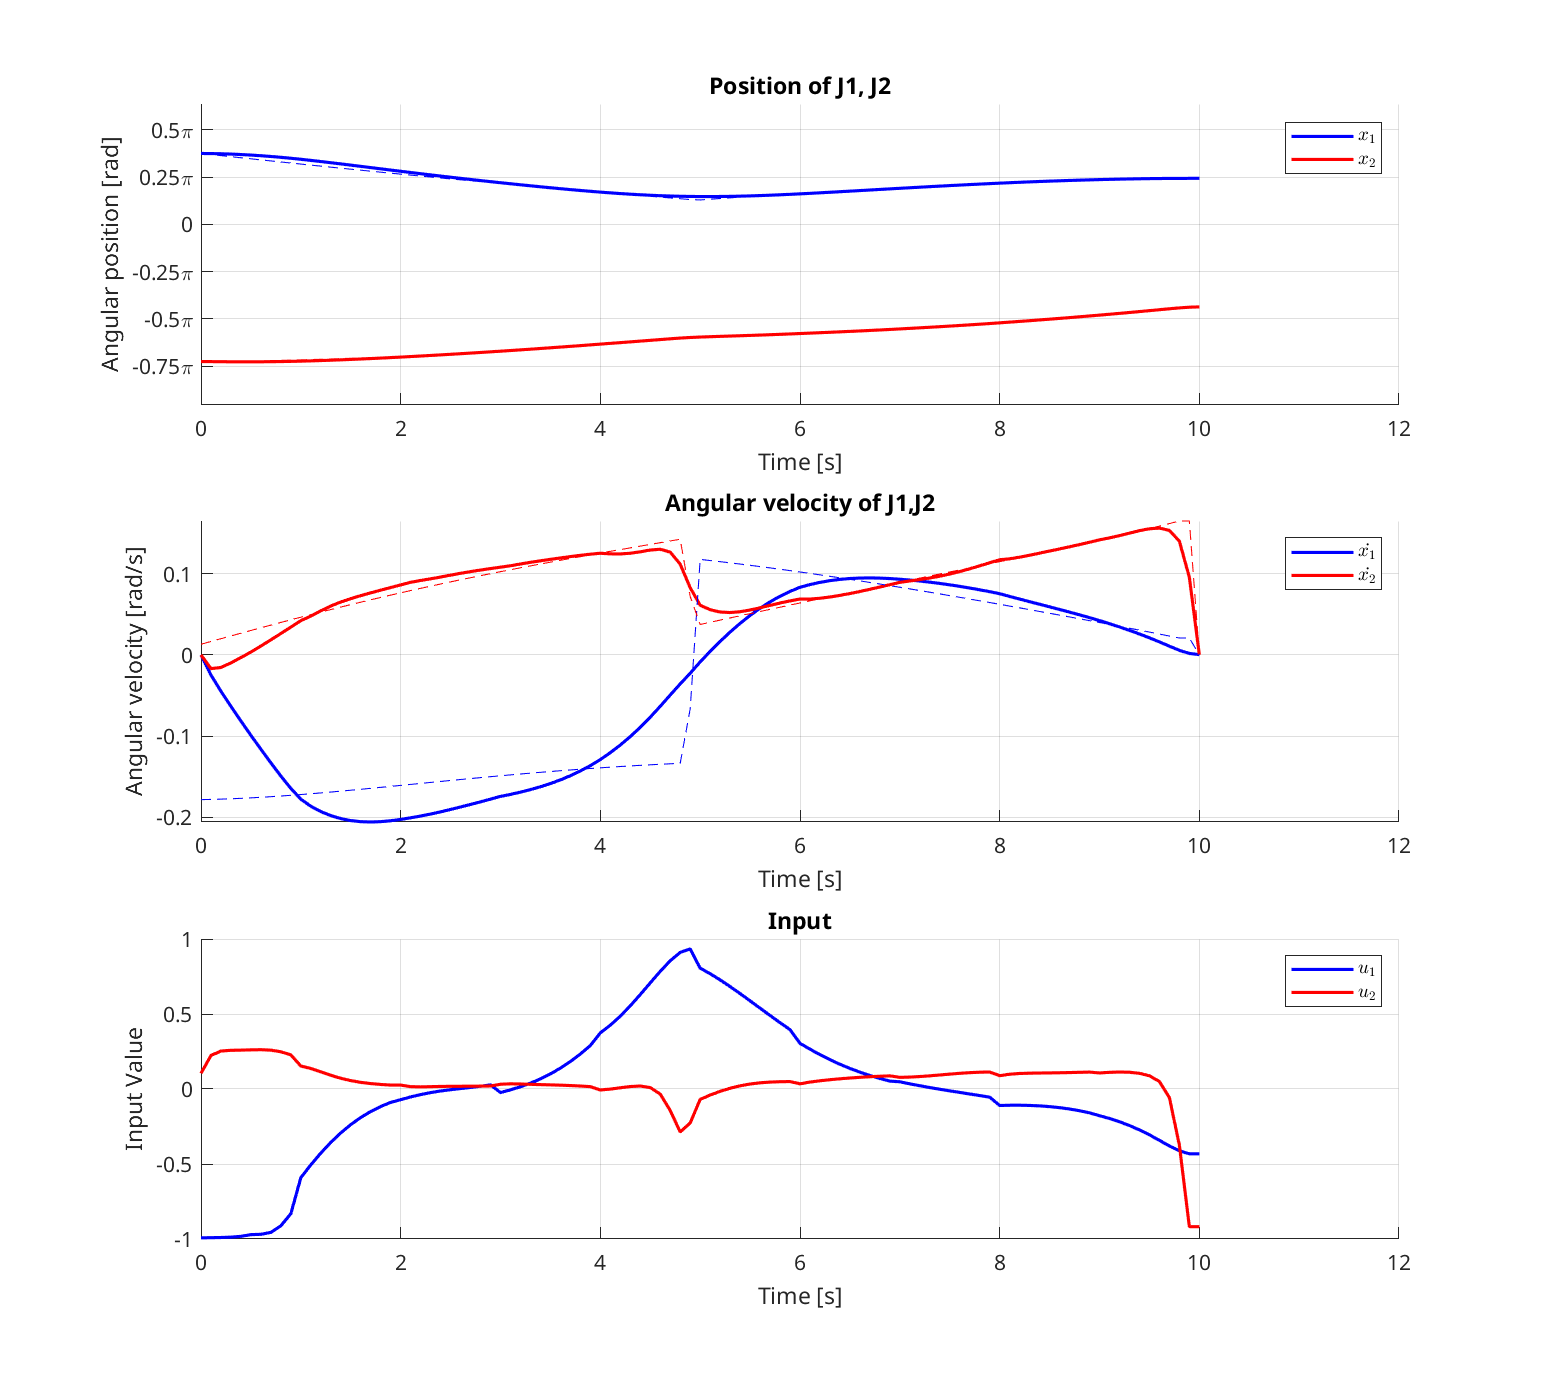 Position of J1, J2
0.5π
0.25π
0
-0.25π
-0.5π
-0.75π
Angular position [rad]
x₁
x₂
0 2 4 6 8 10 12
Time [s]
Angular velocity of J1,J2
0.1
0
-0.1
-0.2
Angular velocity [rad/s]
ẋ₁
ẋ₂
0 2 4 6 8 10 12
Time [s]
Input
1
0.5
0
-0.5
-1
Input Value
u₁
u₂
0 2 4 6 8 10 12
Time [s]